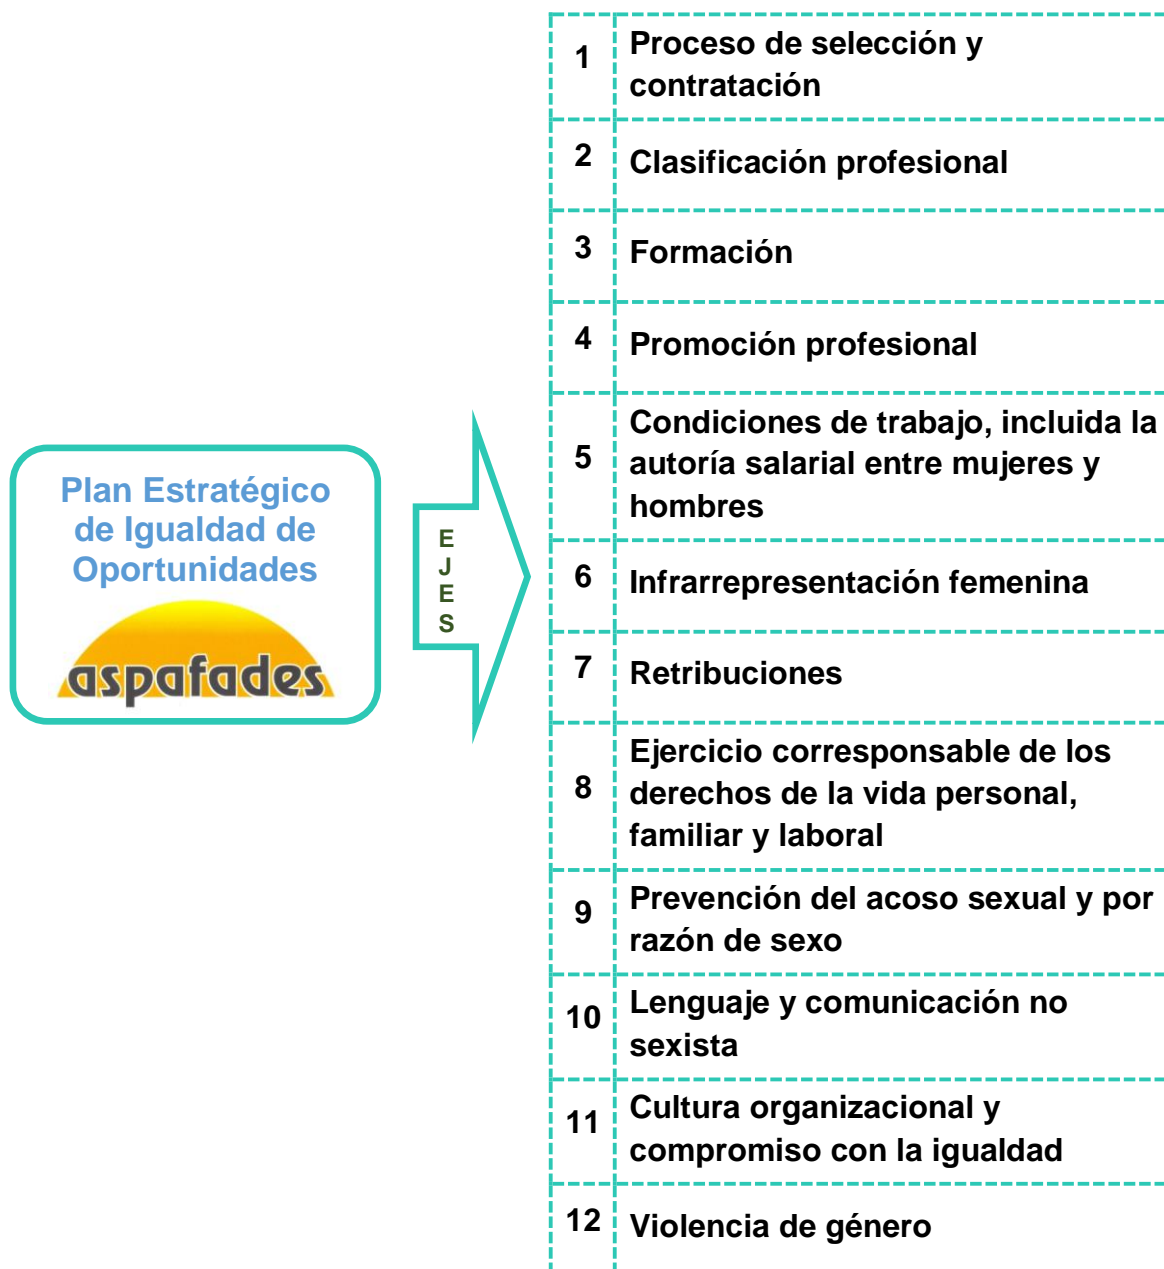 Plan Estratégico
de Igualdad de
Oportunidades
aspafades
E
J
E
S
1
Proceso de selección y
contratación
2
Clasificación profesional
3
Formación
4
Promoción profesional
5
Condiciones de trabajo, incluida la
autoría salarial entre mujeres y
hombres
6
Infrarrepresentación femenina
7
Retribuciones
8
Ejercicio corresponsable de los
derechos de la vida personal,
familiar y laboral
9
Prevención del acoso sexual y por
razón de sexo
10
Lenguaje y comunicación no
sexista
11
Cultura organizacional y
compromiso con la igualdad
12
Violencia de género